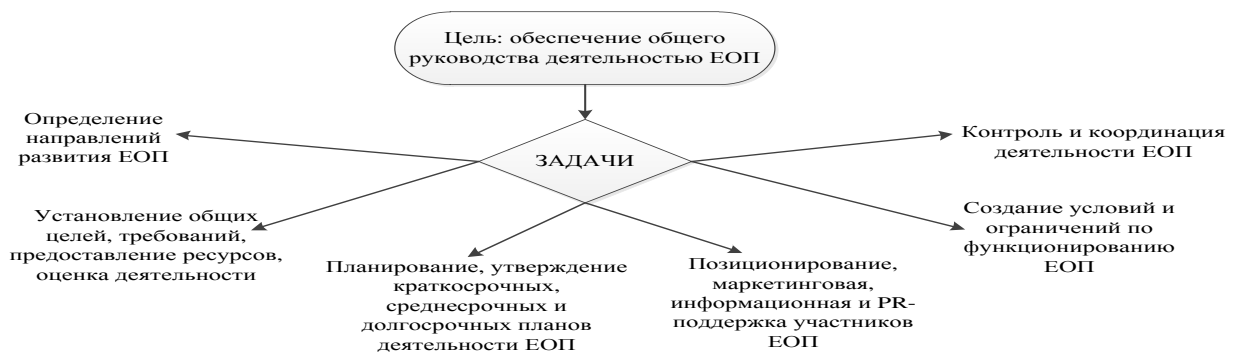 Цель: обеспечение общего
руководства деятельностью ЕОП
ЗАДАЧИ
Определение
направлений
развития ЕОП
Установление общих
целей, требований,
предоставление ресурсов,
оценка деятельности
Планирование, утверждение
краткосрочных,
среднесрочных и
долгосрочных планов
деятельности ЕОП
Позиционирование,
маркетинговая,
информационная и PR-
поддержка участников
ЕОП
Создание условий и
ограничений по
функционированию
ЕОП
Контроль и координация
деятельности ЕОП